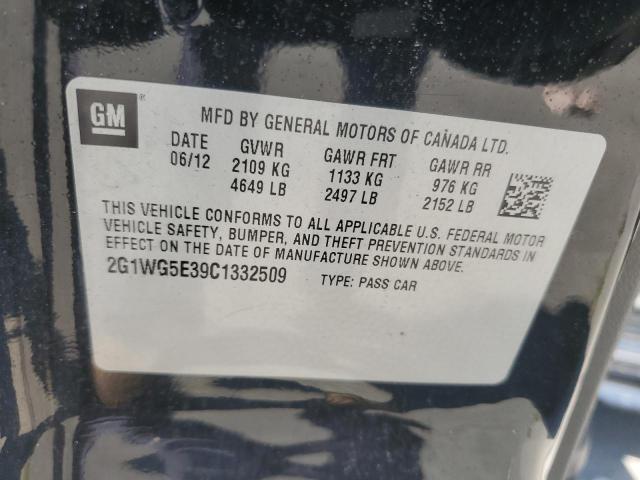 GM ® MFD BY GENERAL MOTORS OF CANADA LTD.
DATE GVWR GAWR FRT GAWR RR
06/12 2109 KG 1133 KG 976 KG
4649 LB 2497 LB 2152 LB
THIS VEHICLE CONFORMS TO ALL APPLICABLE U.S. FEDERAL MOTOR
VEHICLE SAFETY, BUMPER, AND THEFT PREVENTION STANDARDS IN
EFFECT ON THE DATE OF MANUFACTURE SHOWN ABOVE.
2G1WG5E39C1332509 TYPE: PASS CAR